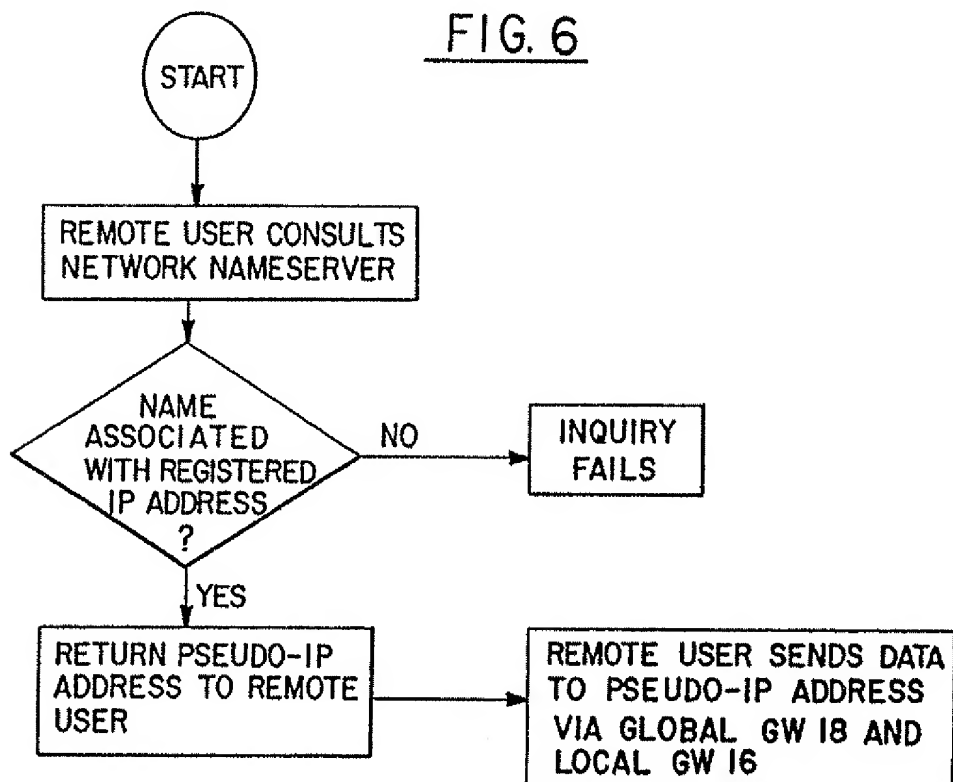 FIG. 6
START
REMOTE USER CONSULTS
NETWORK NAMESERVER
NAME
ASSOCIATED
WITH REGISTERED
IP ADDRESS
?
NO
INQUIRY
FAILS
YES
RETURN PSEUDO-IP
ADDRESS TO REMOTE
USER
REMOTE USER SENDS DATA
TO PSEUDO-IP ADDRESS
VIA GLOBAL GW 18 AND
LOCAL GW 16